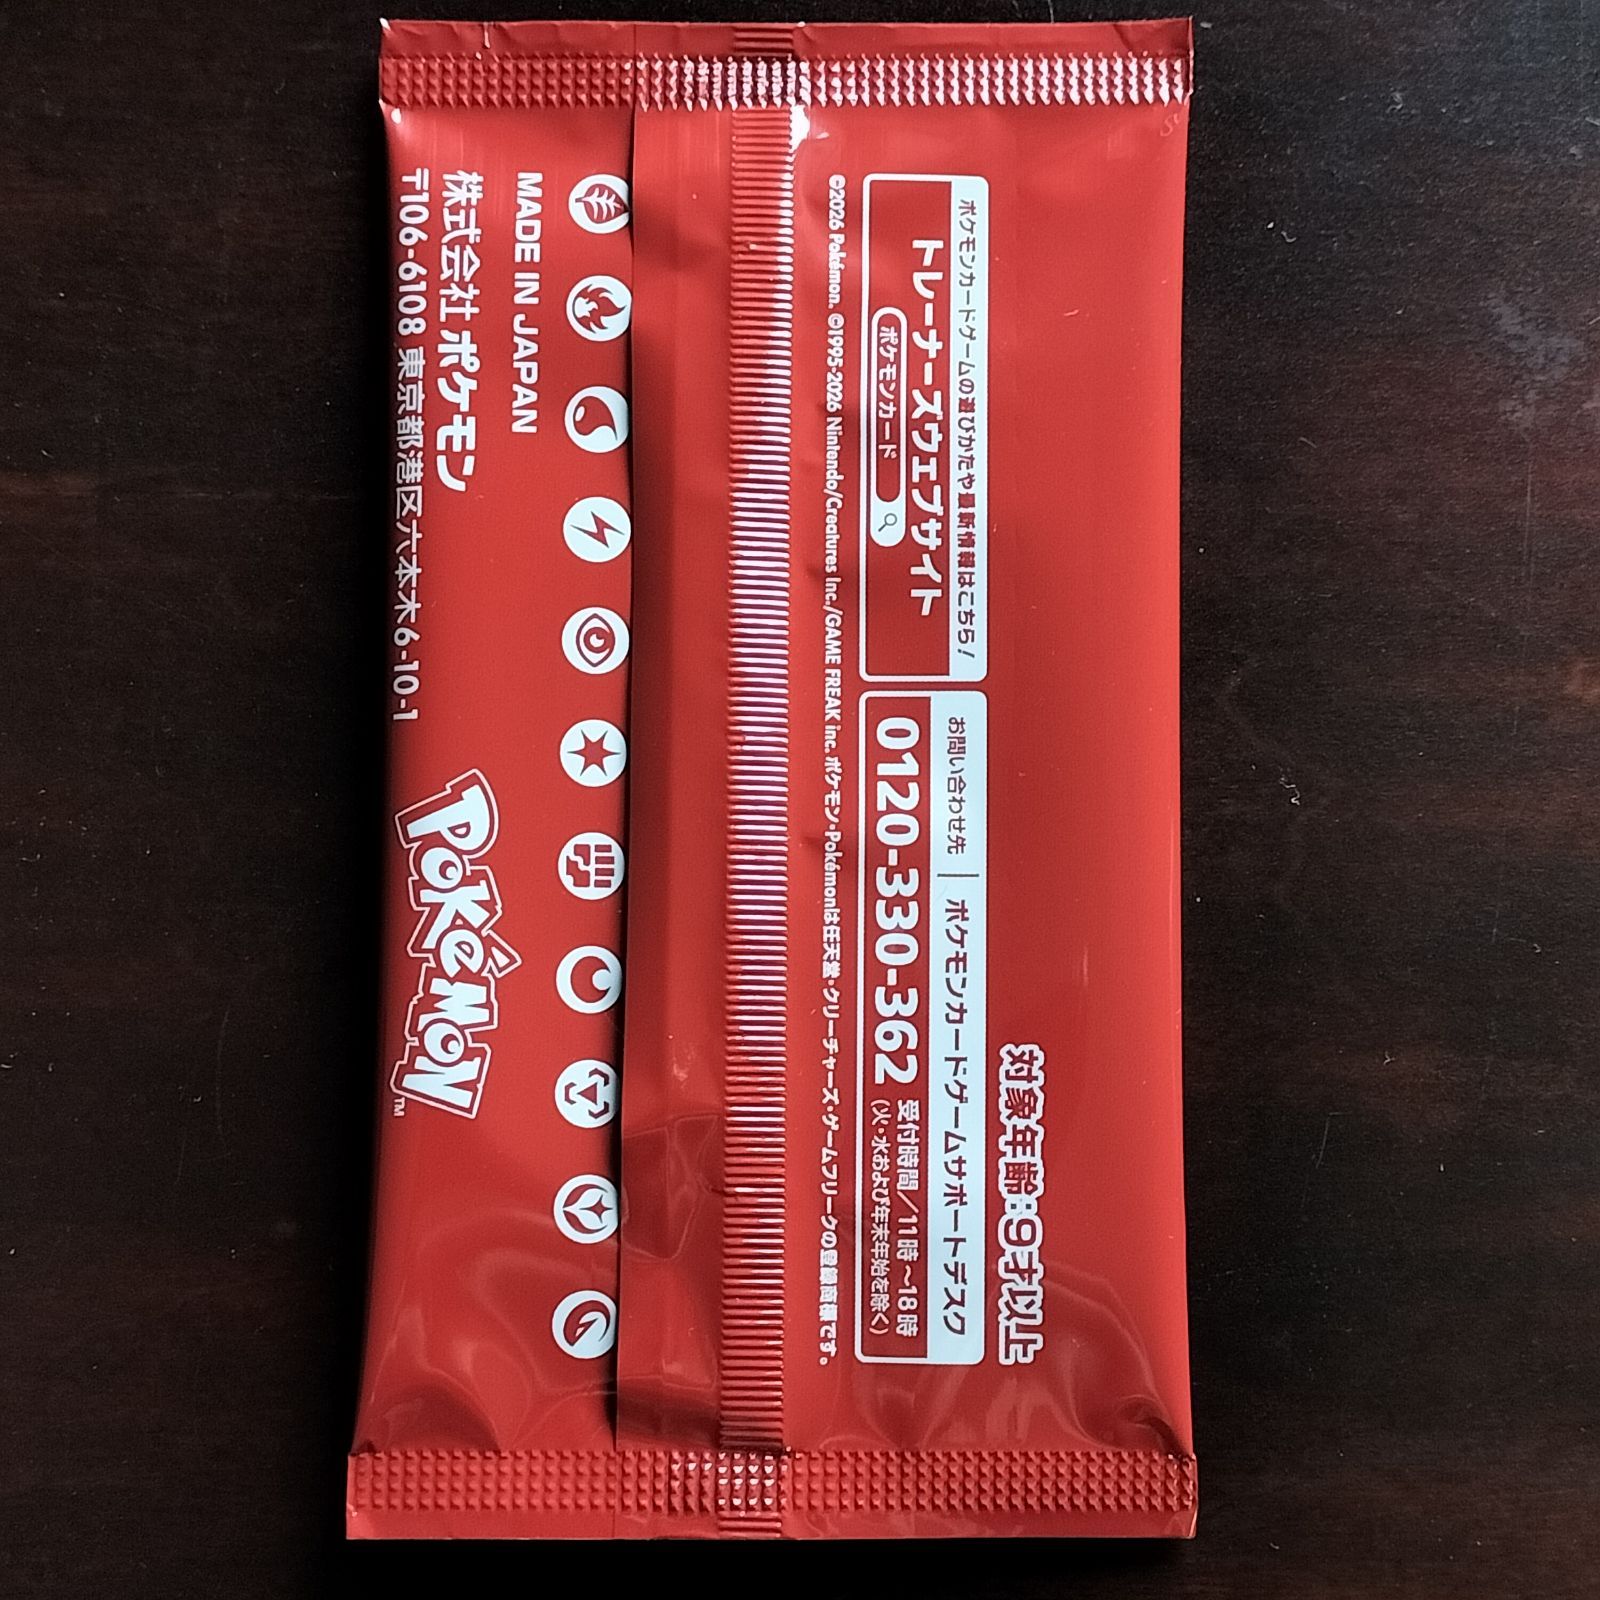 対象年齢:9才以上
ポケモンカードゲームの遊びかたや最新情報はこちら!
トレーナーズウェブサイト
ポケモンカード
お問い合わせ先 | ポケモンカードゲームサポートデスク
0120-330-362
受付時間/11時~18時
(火・水および年末年始を除く)
©2026 Pokémon. ©1995-2026 Nintendo/Creatures Inc./GAME FREAK inc. ポケモン・Pokémonは任天堂・クリーチャーズ・ゲームフリークの登録商標です。
MADE IN JAPAN
株式会社 ポケモン
〒106-6108 東京都港区六本木6-10-1
POKéMON™